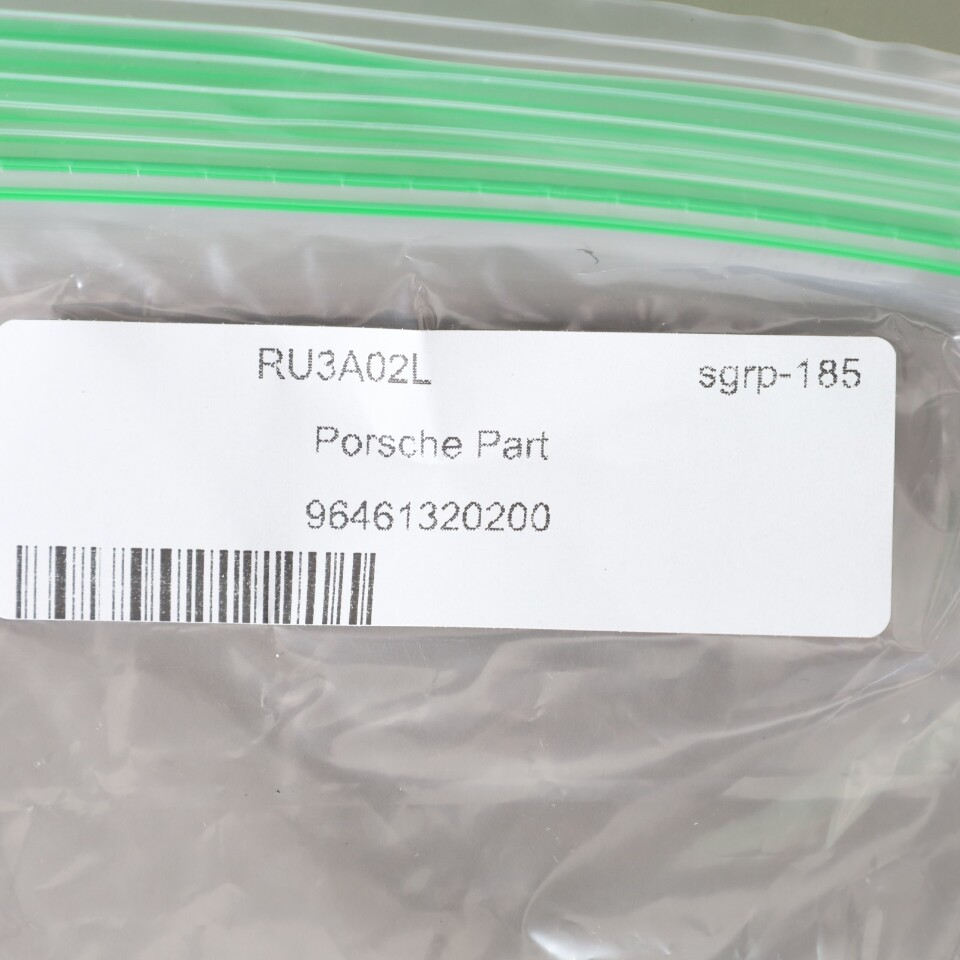 RU3A02L
sgrp-185
Porsche Part
96461320200